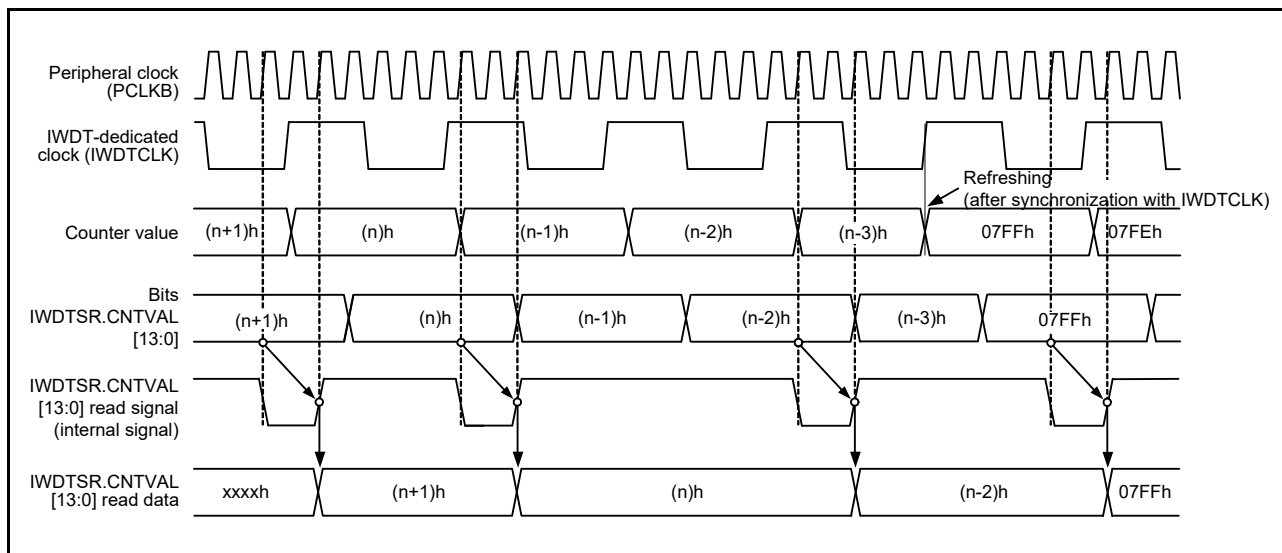 Peripheral clock
(PCLKB)
IWDT-dedicated
clock (IWDTCLK)
Refreshing
(after synchronization with IWDTCLK)
Counter value
(n+1)h
(n)h
(n-1)h
(n-2)h
(n-3)h
07FFh
07FEh
Bits
IWDTSR.CNTVAL
[13:0]
(n+1)h
(n)h
(n-1)h
(n-2)h
(n-3)h
07FFh
IWDTSR.CNTVAL
[13:0] read signal
(internal signal)
IWDTSR.CNTVAL
[13:0] read data
xxxxh
(n+1)h
(n)h
(n-2)h
07FFh